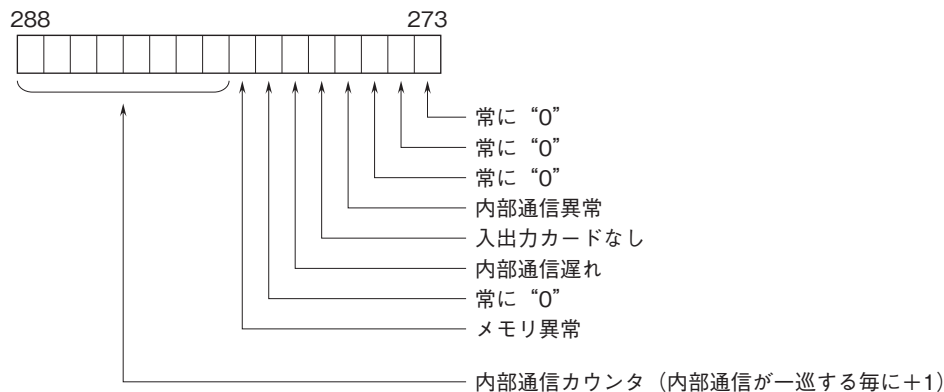 288 273
常に “0”
常に “0”
常に “0”
内部通信異常
入出力カードなし
内部通信遅れ
常に “0”
メモリ異常
内部通信カウンタ（内部通信が一巡する毎に＋1）